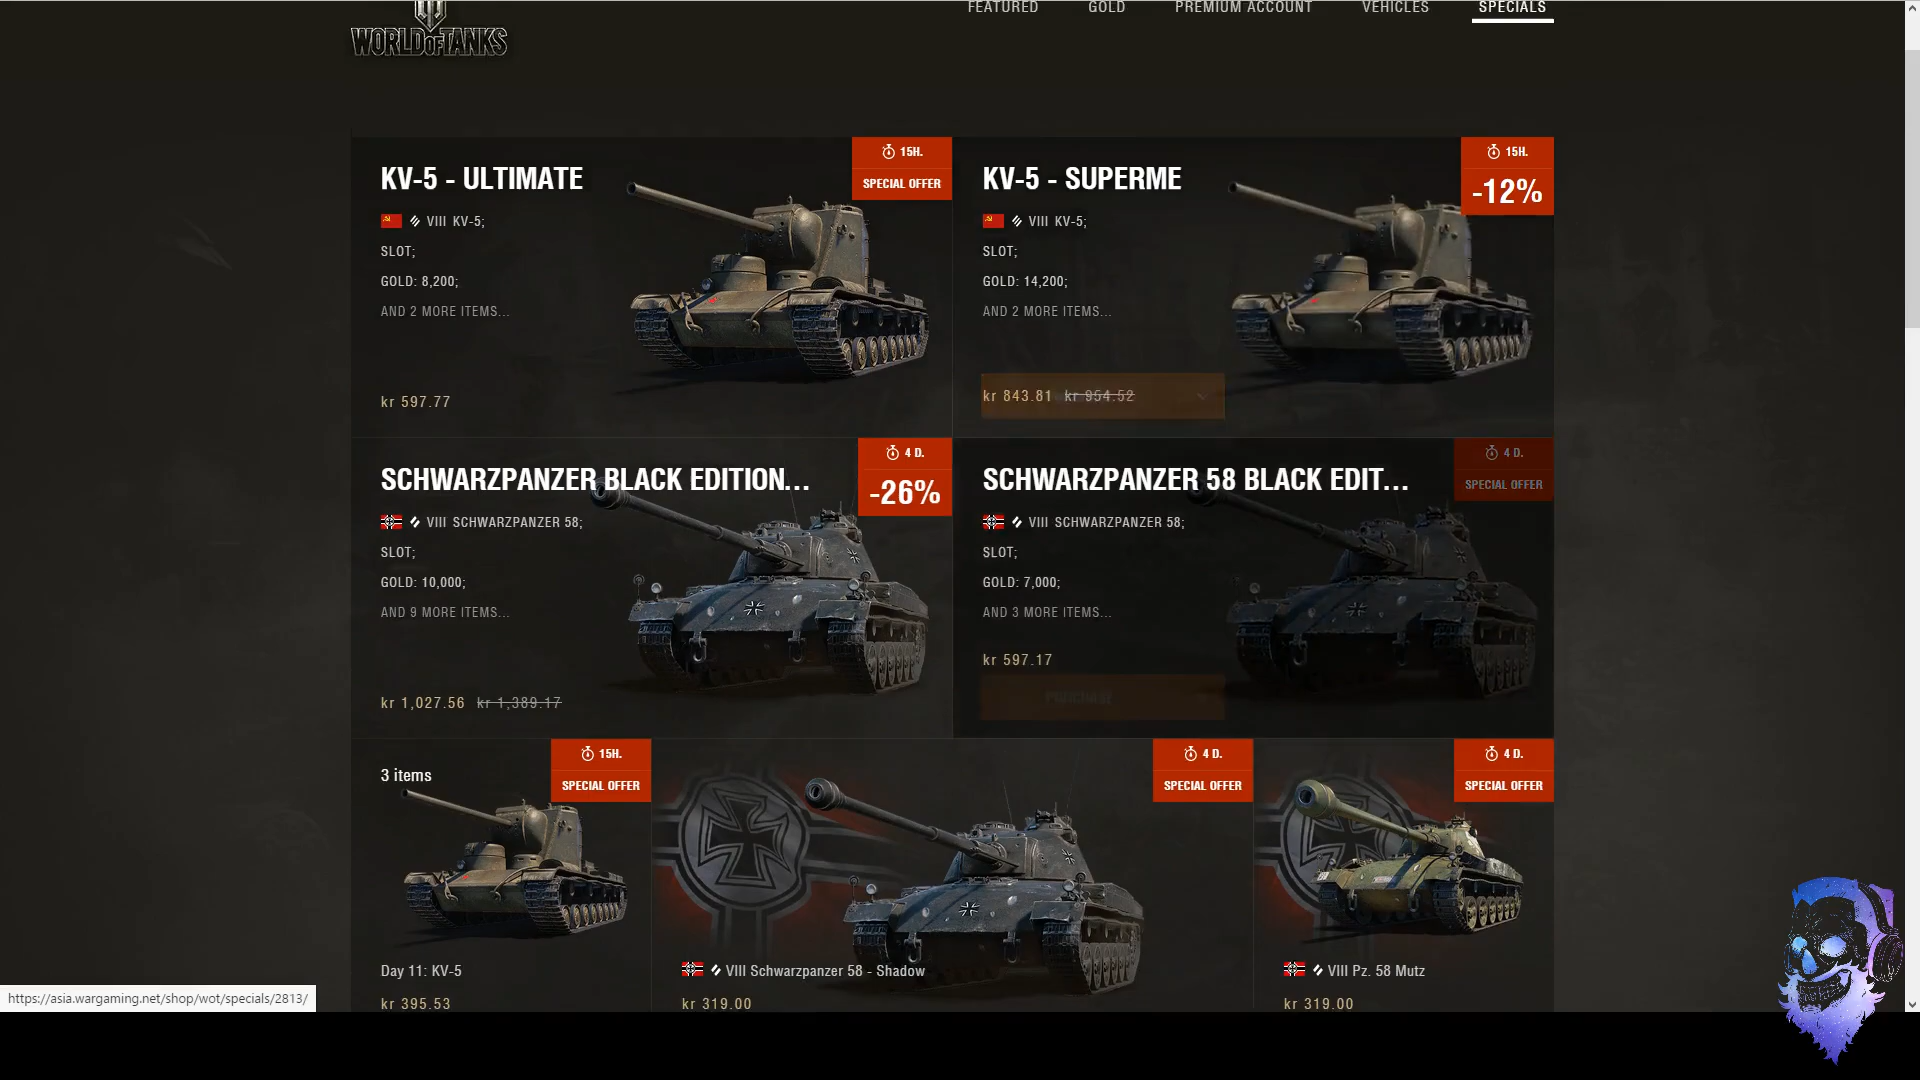 FEATURED GOLD PREMIUM ACCOUNT VEHICLES SPECIALS
WORLD OF TANKS
KV-5 - ULTIMATE
15H.
SPECIAL OFFER
VIII KV-5;
SLOT;
GOLD: 8,200;
AND 2 MORE ITEMS...
kr 597.77
KV-5 - SUPERME
15H.
-12%
VIII KV-5;
SLOT;
GOLD: 14,200;
AND 2 MORE ITEMS...
kr 843.81 kr 954.52
SCHWARZPANZER BLACK EDITION...
4 D.
-26%
VIII SCHWARZPANZER 58;
SLOT;
GOLD: 10,000;
AND 9 MORE ITEMS...
kr 1,027.56 kr 1,389.17
SCHWARZPANZER 58 BLACK EDIT...
4 D.
SPECIAL OFFER
VIII SCHWARZPANZER 58;
SLOT;
GOLD: 7,000;
AND 3 MORE ITEMS...
kr 597.17
PURCHASE
3 items
15H.
SPECIAL OFFER
Day 11: KV-5
kr 395.53
4 D.
SPECIAL OFFER
VIII Schwarzpanzer 58 - Shadow
kr 319.00
4 D.
SPECIAL OFFER
VIII Pz. 58 Mutz
kr 319.00
https://asia.wargaming.net/shop/wot/specials/2813/